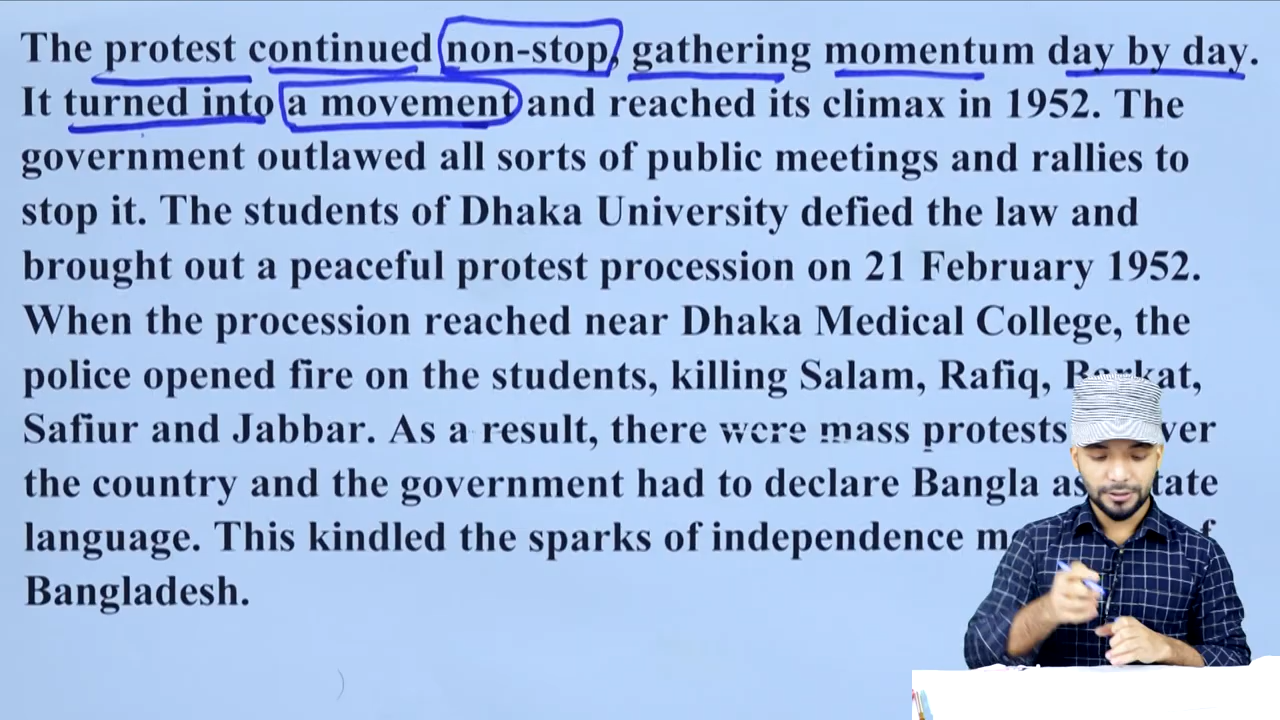 The protest continued non-stop, gathering momentum day by day.
It turned into a movement and reached its climax in 1952. The
government outlawed all sorts of public meetings and rallies to
stop it. The students of Dhaka University defied the law and
brought out a peaceful protest procession on 21 February 1952.
When the procession reached near Dhaka Medical College, the
police opened fire on the students, killing Salam, Rafiq, Barkat,
Safiur and Jabbar. As a result, there were mass protests
the country and the government had to declare Bangla as
language. This kindled the sparks of independence
Bangladesh.